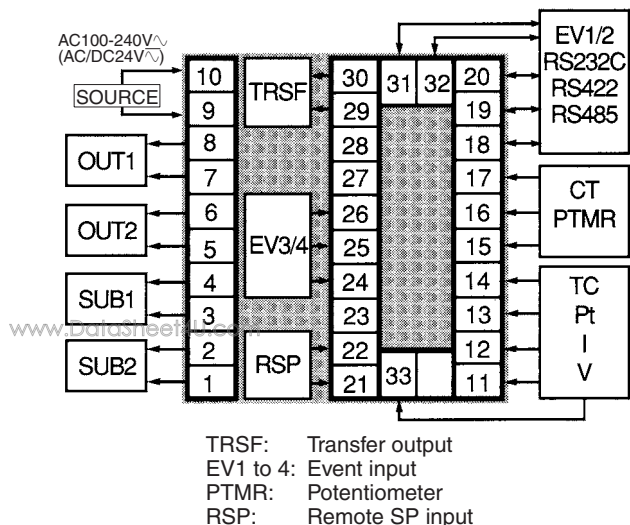 AC100-240V∿
(AC/DC24V∿)
SOURCE
OUT1
OUT2
SUB1
SUB2
10
9
8
7
6
5
4
3
2
1
TRSF
EV3/4
RSP
30
29
28
27
26
25
24
23
22
21
31 32
33
20
19
18
17
16
15
14
13
12
11
EV1/2
RS232C
RS422
RS485
CT
PTMR
TC
Pt
I
V
www.DataSheet4U.com
TRSF: Transfer output
EV1 to 4: Event input
PTMR: Potentiometer
RSP: Remote SP input